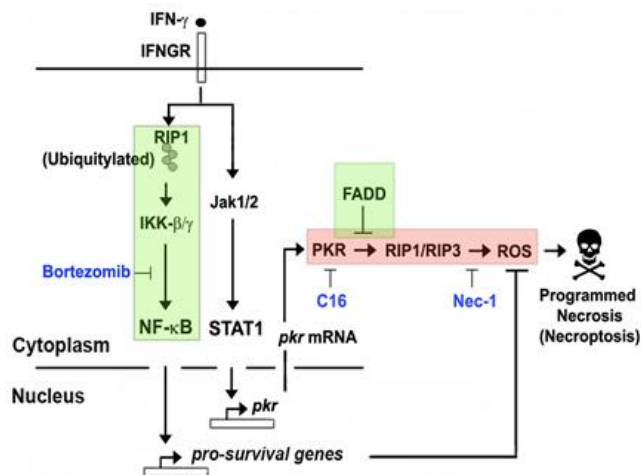 IFN-γ
IFNGR
RIP1
(Ubiquitylated)
FADD
Jak1/2
IKK-β/γ
PKR
RIP1/RIP3
ROS
Bortezomib
C16
Nec-1
Programmed
Necrosis
(Necroptosis)
NF-κB
STAT1
pkr mRNA
Cytoplasm
Nucleus
pkr
pro-survival genes